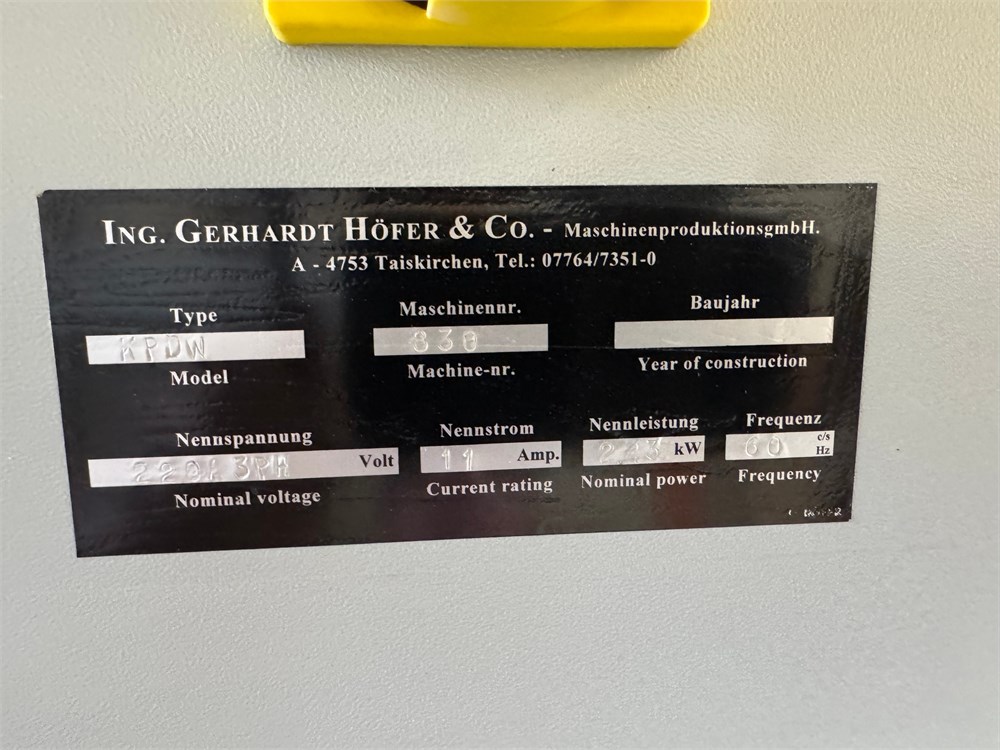 ING. GERHARDT HÖFER & CO. - MaschinenproduktionsgmbH.
A - 4753 Taiskirchen, Tel.: 07764/7351-0
Type Maschinennr. Baujahr
KPDW 830
Model Machine-nr. Year of construction
Nennspannung Nennstrom Nennleistung Frequenz
3PH Volt 11 Amp. kW 60 c/s Hz
Nominal voltage Current rating Nominal power Frequency